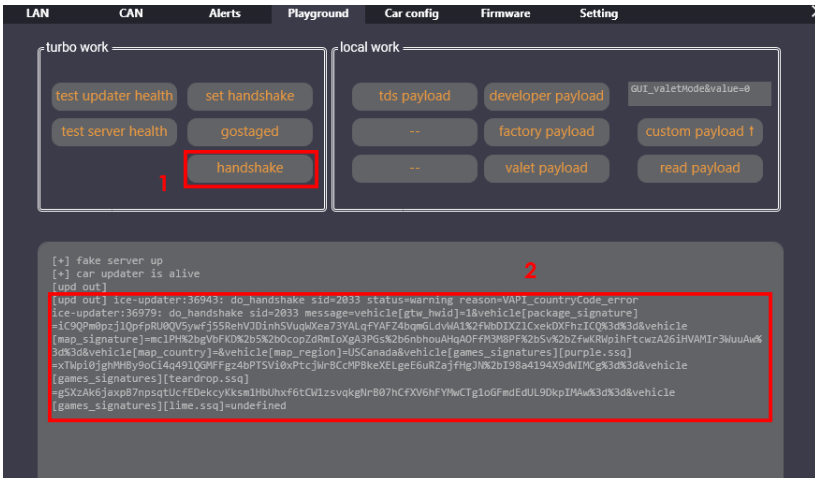 LAN CAN Alerts Playground Car config Firmware Setting
turbo work
local work
test updater health set handshake tds payload developer payload GUI_valetMode&value=0
test server health gostaged -- factory payload custom payload ↑
handshake -- valet payload read payload
1
[+] fake server up
[+] car updater is alive
2
[upd out]
[upd out] ice-updater:36943: do_handshake sid=2033 status=warning reason=VAPI_countryCode_error
ice-updater:36979: do_handshake sid=2033 message=vehicle[gtw_hwid]=1&vehicle[package_signature]
=iC9QPm0pzjlQpfpRU0QV5ywfj55RehVJDinhSVuqWXea73YALqfYAFZ4bqmGLdvWA1%2fWbDIXZlCxekDXFhzICQ%3d%3d&vehicle
[map_signature]=mclPH%2bgVbFKD%2b5%2bOcopZdRmIoXgA3PGs%2b6nbhouAHqAOFfM3M8PF%2bSv%2bZfwKRWpihFtcwzA26iHVAMIr3WuuAw%
3d%3d&vehicle[map_country]=&vehicle[map_region]=USCanada&vehicle[games_signatures][purple.ssq]
=xTWpi0jghMHBy9oCi4q49lQGMFFgz4bPTSVi0xPtcjWrBCcMPBkeXELgeE6uRZajfHgJN%2bI98a4194X9dWIMCg%3d%3d&vehicle
[games_signatures][teardrop.ssq]
=gSXzAk6jaxpB7npsqtUcfEDekcyKksmlHbUhxf6tCW1zsvqkgNrB07hCfXV6hFYMwCTg1oGFmdEdUL9DkpIMAw%3d%3d&vehicle
[games_signatures][lime.ssq]=undefined